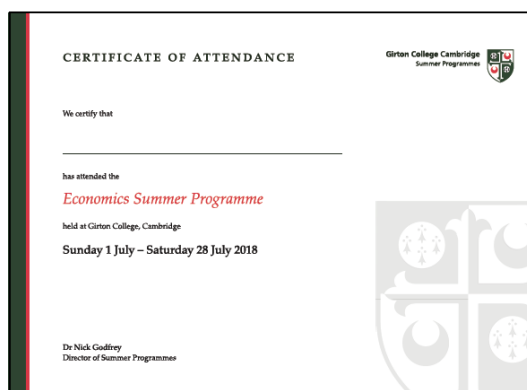 CERTIFICATE OF ATTENDANCE
Girton College Cambridge
Summer Programmes
We certify that
has attended the
Economics Summer Programme
held at Girton College, Cambridge
Sunday 1 July – Saturday 28 July 2018
Dr Nick Godfrey
Director of Summer Programmes